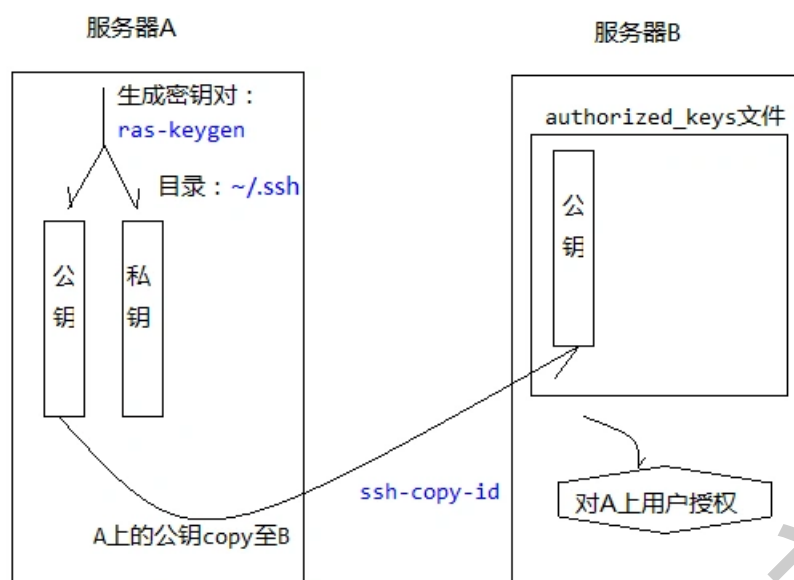 服务器A
服务器B
生成密钥对：
ras-keygen
目录：~/.ssh
公钥
私钥
authorized_keys文件
公钥
ssh-copy-id
A上的公钥copy至B
对A上用户授权